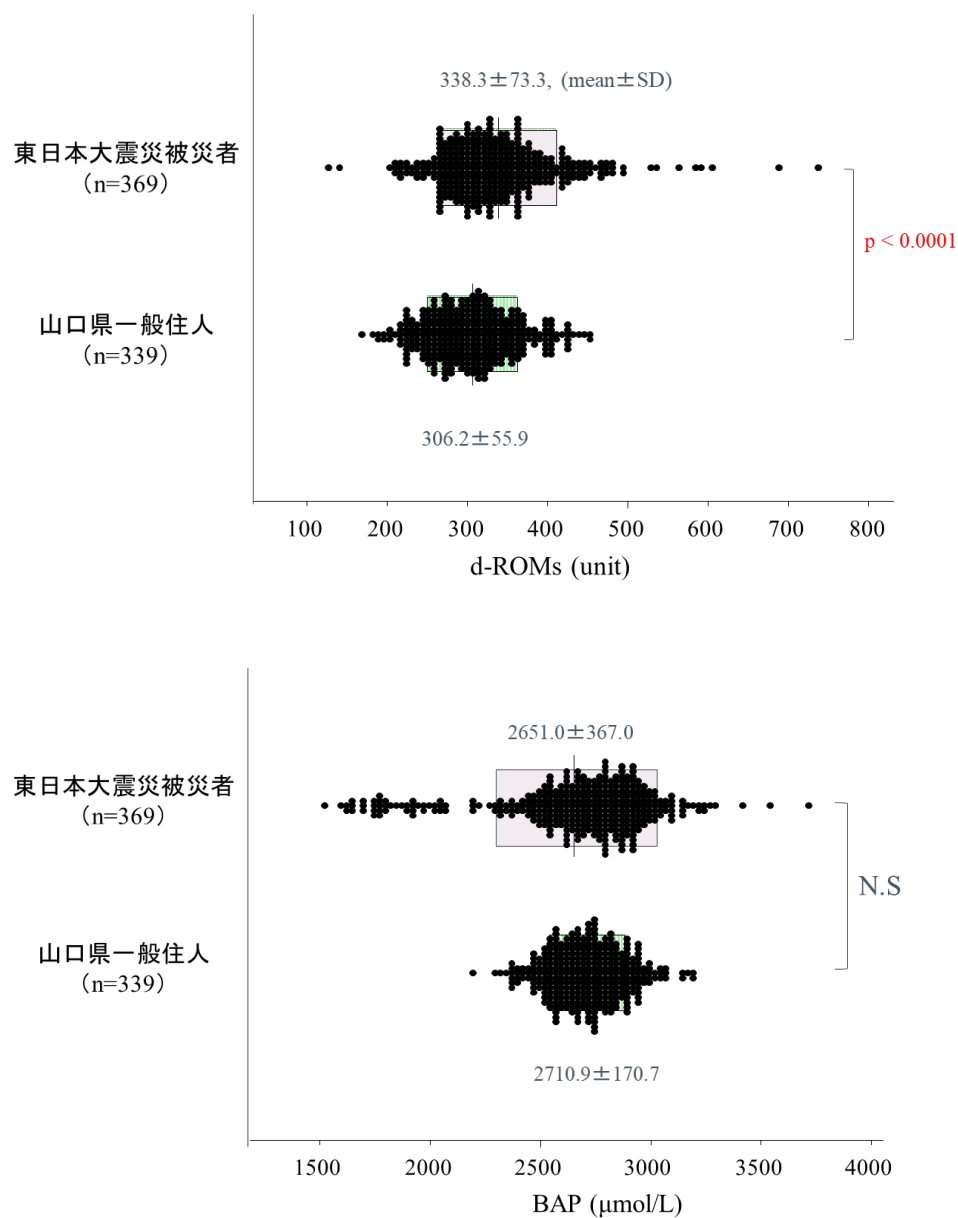 338.3±73.3, (mean±SD)
東日本大震災被災者
（n=369）
p < 0.0001
山口県一般住人
（n=339）
306.2±55.9
100 200 300 400 500 600 700 800
d-ROMs (unit)
2651.0±367.0
東日本大震災被災者
（n=369）
N.S
山口県一般住人
（n=339）
2710.9±170.7
1500 2000 2500 3000 3500 4000
BAP (μmol/L)